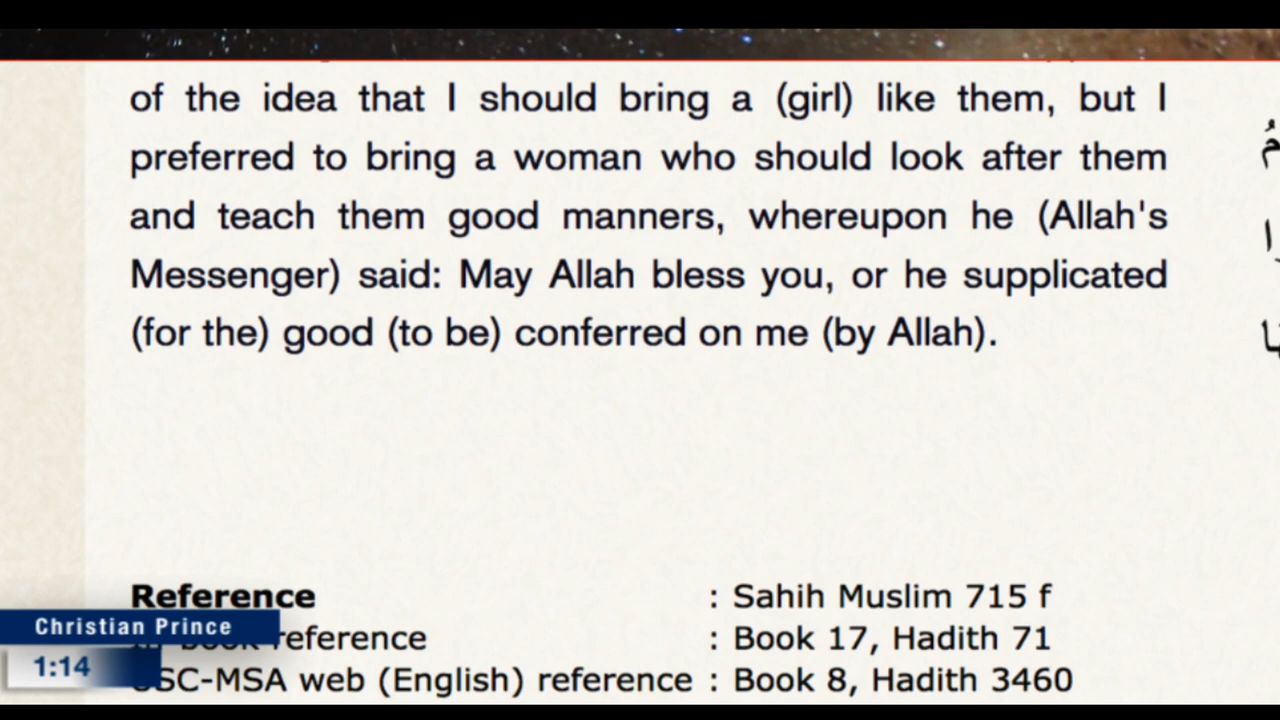 of the idea that I should bring a (girl) like them, but I
preferred to bring a woman who should look after them
and teach them good manners, whereupon he (Allah's
Messenger) said: May Allah bless you, or he supplicated
(for the) good (to be) conferred on me (by Allah).
Reference : Sahih Muslim 715 f
reference : Book 17, Hadith 71
USC-MSA web (English) reference : Book 8, Hadith 3460
Christian Prince
1:14